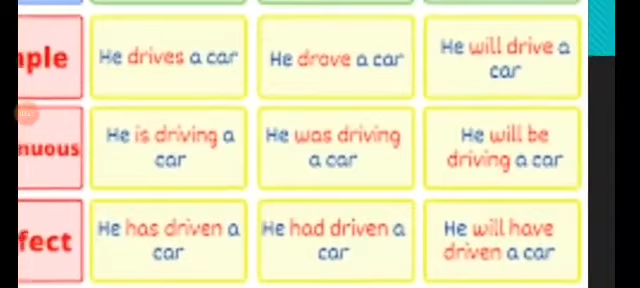 nple
He drives a car
He drove a car
He will drive a
car
nuous
He is driving a
car
He was driving
a car
He will be
driving a car
fect
He has driven a
car
He had driven a
car
He will have
driven a car